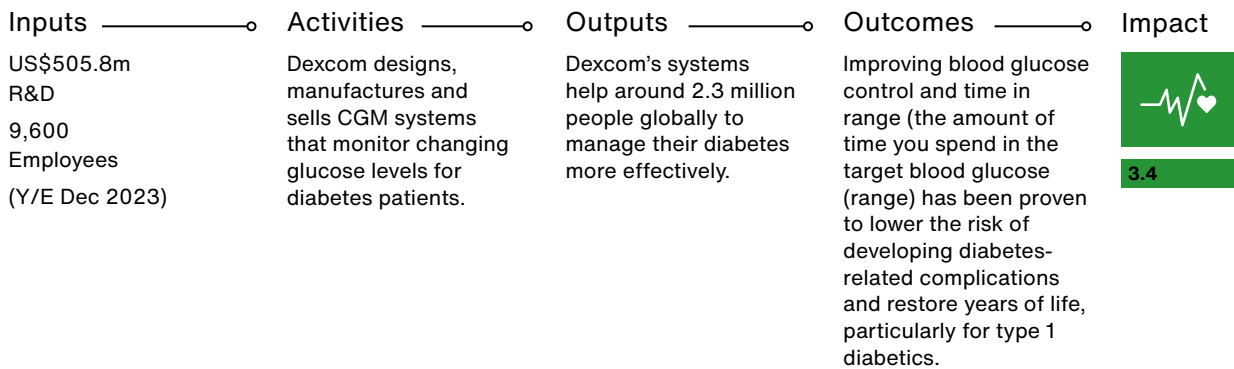 Inputs
US$505.8m
R&D
9,600
Employees
(Y/E Dec 2023)
Activities
Dexcom designs,
manufactures and
sells CGM systems
that monitor changing
glucose levels for
diabetes patients.
Outputs
Dexcom’s systems
help around 2.3 million
people globally to
manage their diabetes
more effectively.
Outcomes
Improving blood glucose
control and time in
range (the amount of
time you spend in the
target blood glucose
(range) has been proven
to lower the risk of
developing diabetes-
related complications
and restore years of life,
particularly for type 1
diabetics.
Impact
3.4